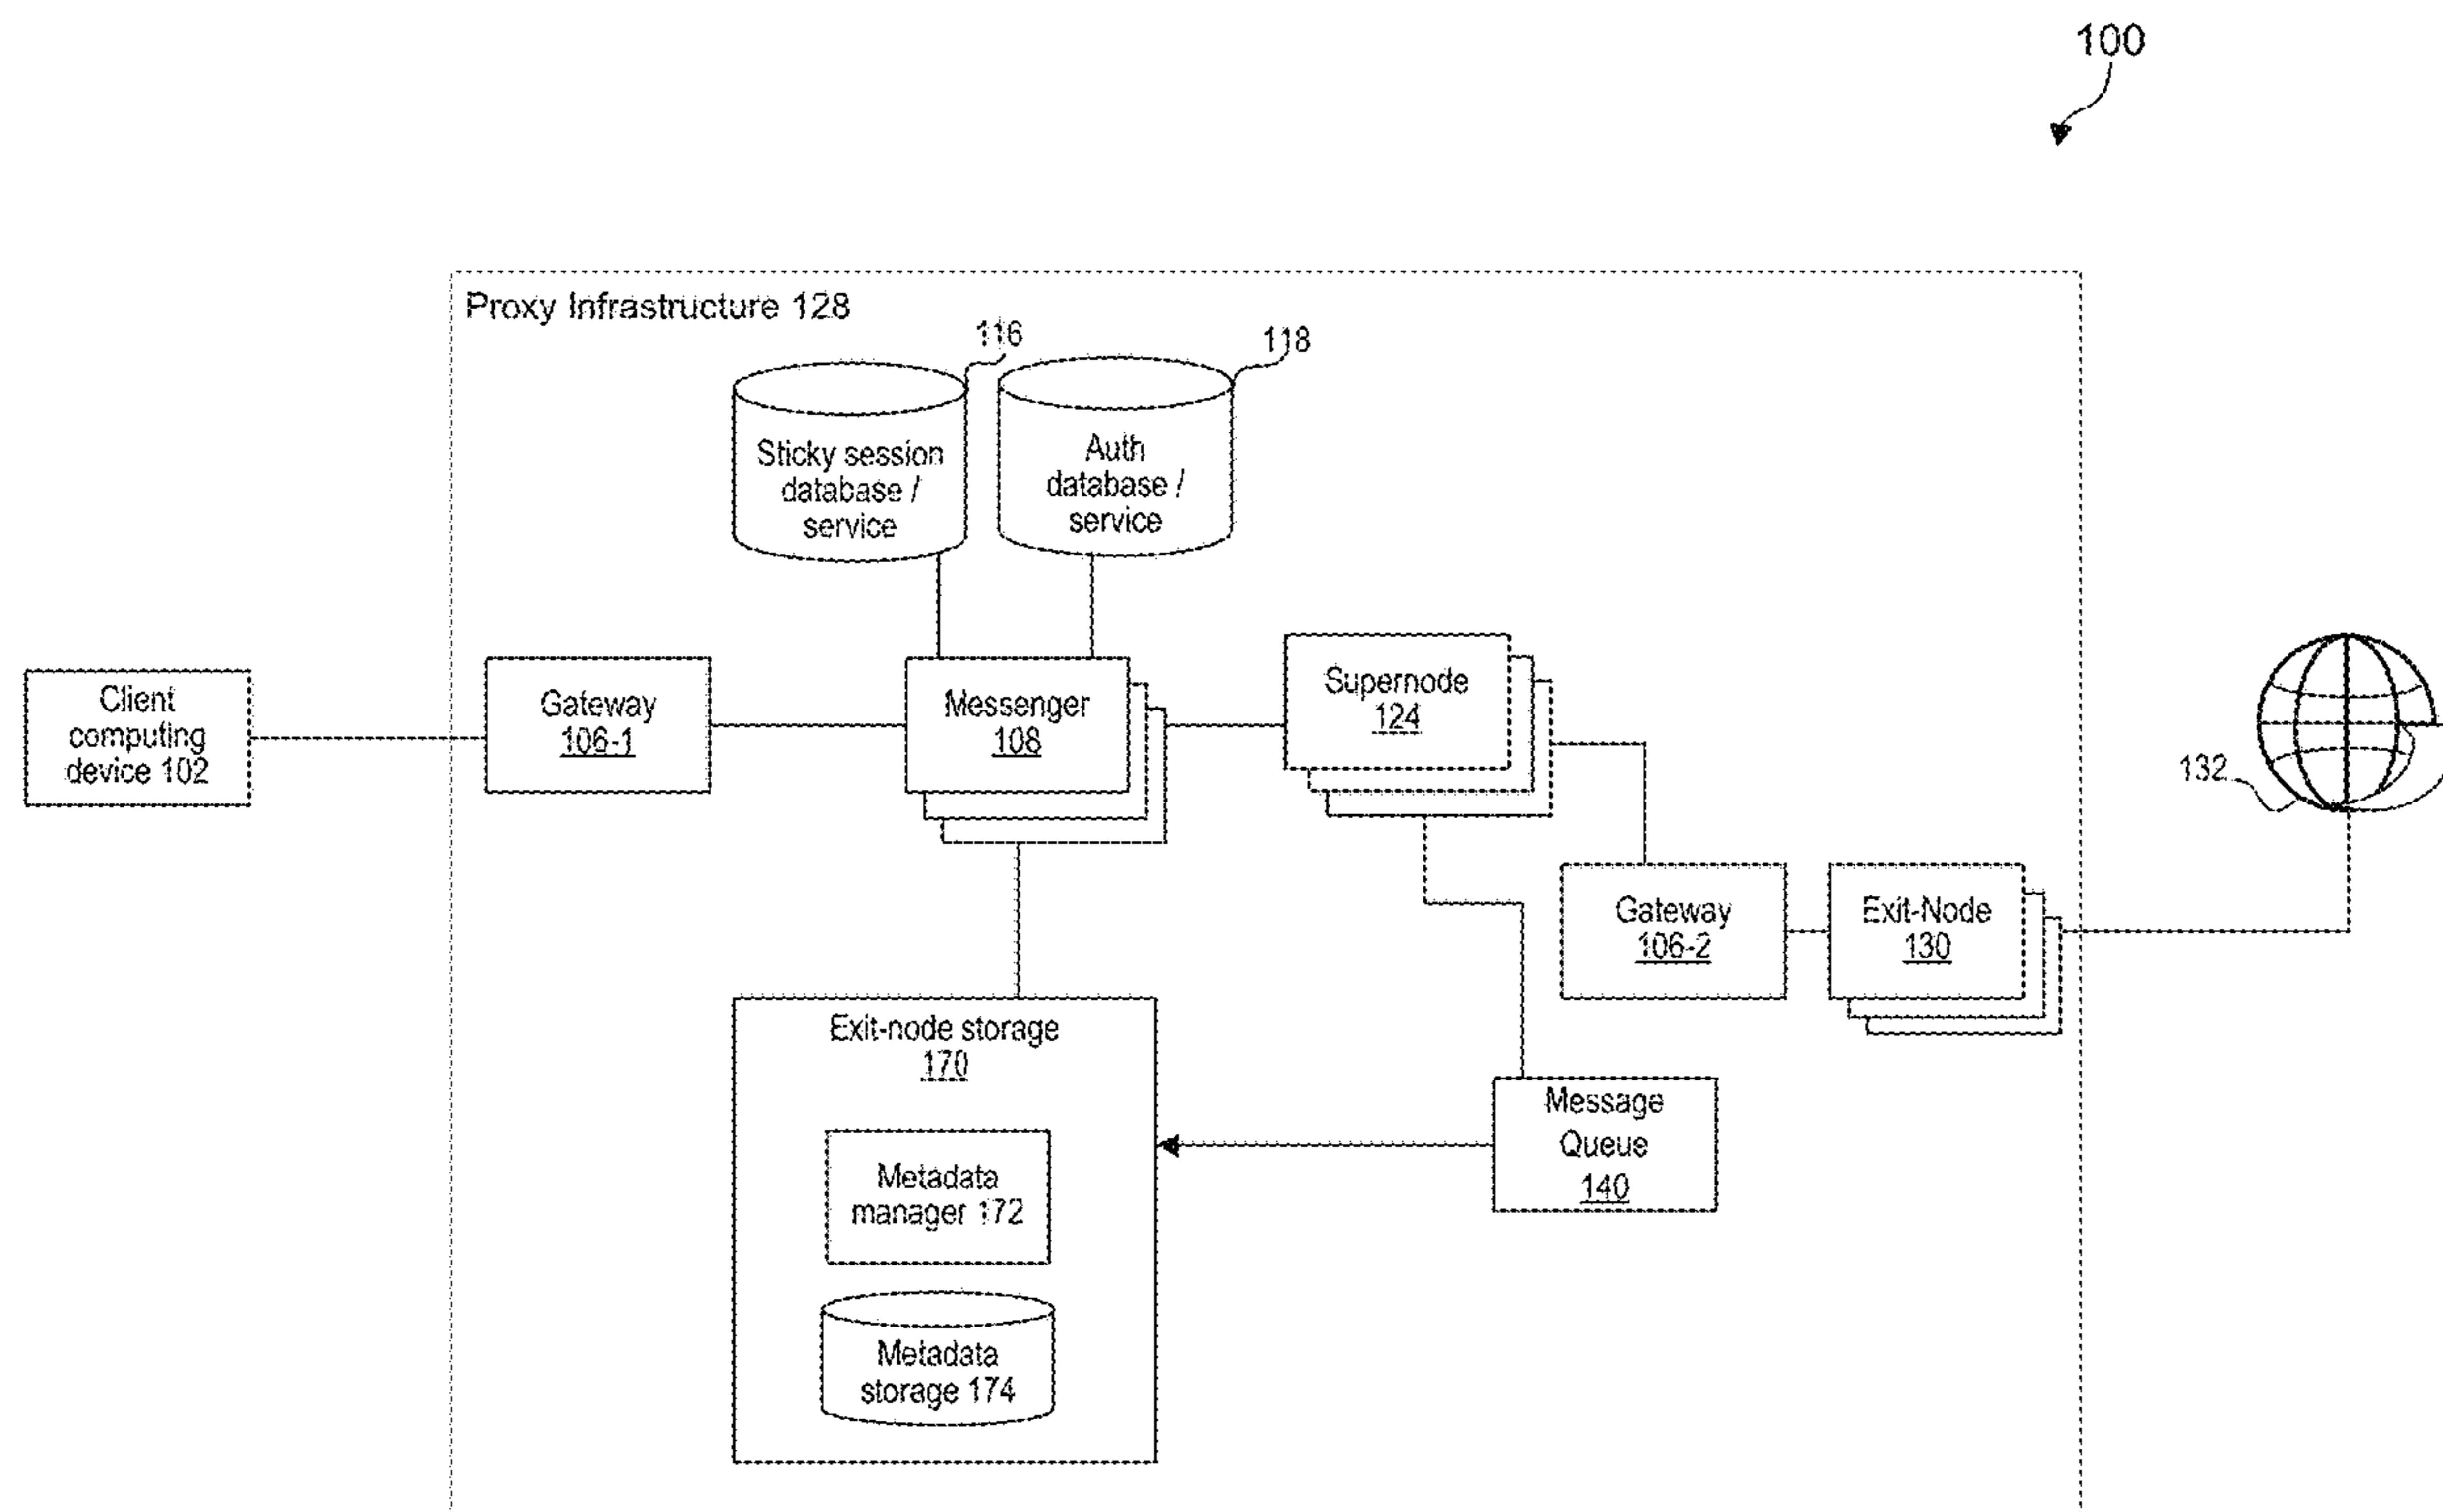 100
Proxy Infrastructure 128
116
118
Sticky session
database /
service
Auth
database /
service
Client
computing
device 102
Gateway
106-1
Messenger
108
Supernode
124
132
Gateway
106-2
Exit-Node
130
Exit-node storage
170
Message
Queue
140
Metadata
manager 172
Metadata
storage 174